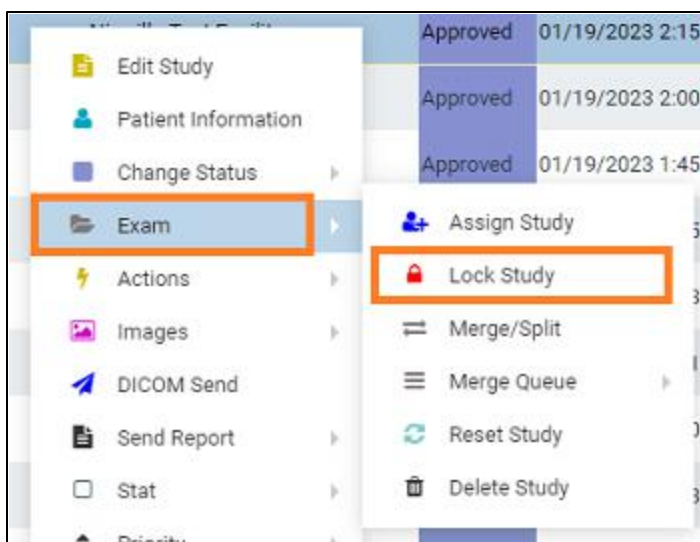 Approved 01/19/2023 2:15
Edit Study
Approved 01/19/2023 2:00
Patient Information
Change Status
Approved 01/19/2023 1:45
Exam
Assign Study
Actions
Lock Study
Images
Merge/Split
DICOM Send
Merge Queue
Send Report
Reset Study
Stat
Delete Study
Priority